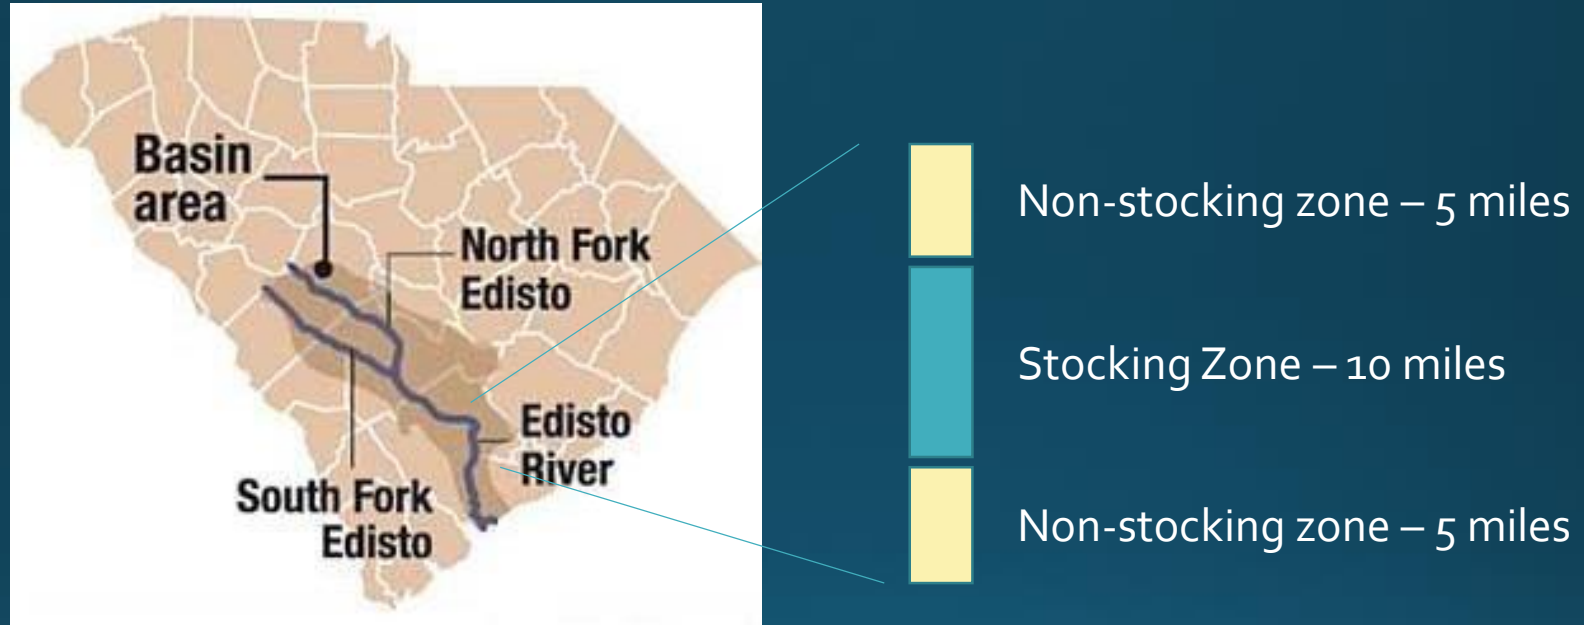 Basin
area
North Fork
Edisto
Edisto
River
South Fork
Edisto
Non-stocking zone – 5 miles
Stocking Zone – 10 miles
Non-stocking zone – 5 miles